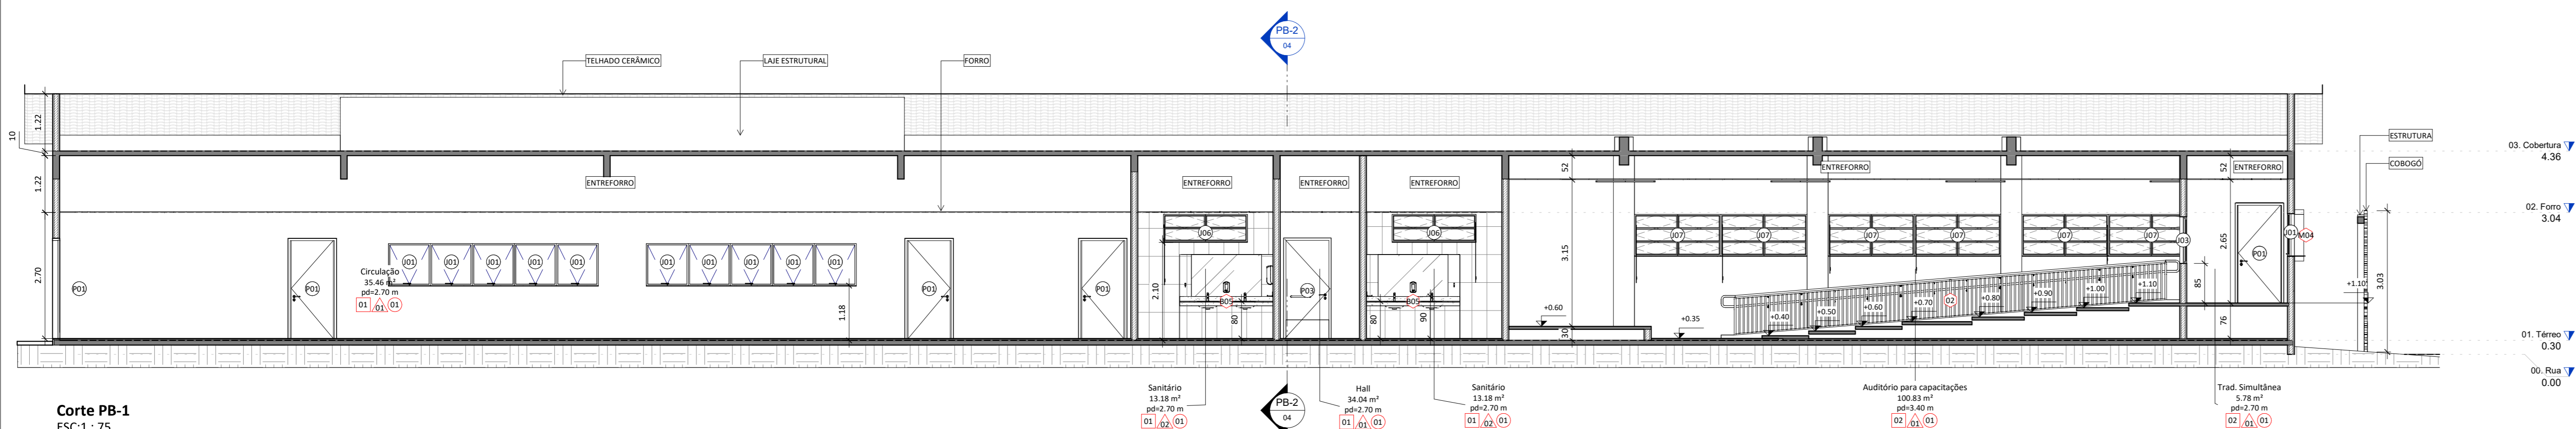 PB-2
04
TELHADO CERÂMICO
LAJE ESTRUTURAL
FORRO
1.22
10
1.22
2.70
ENTREFORRO
ENTREFORRO
ENTREFORRO
ENTREFORRO
52
ENTREFORRO
52
ENTREFORRO
ESTRUTURA
COBOGÓ
03. Cobertura
4.36
02. Forro
3.04
01. Térreo
0.30
00. Rua
0.00
P01
P01
J01
J01
J01
J01
J01
Circulação
35.46 m²
pd=2.70 m
01
01
01
J01
J01
J01
J01
J01
1.18
P01
P01
J06
2.10
B05
80
P03
J06
B05
80
90
3.15
+0.60
30
+0.35
J07
J07
J07
J07
J07
J07
J03
+0.40
+0.50
+0.60
+0.70
02
+0.80
+0.90
+1.00
+1.10
85
2.65
76
P01
J01
M04
+1.10
3.03
Sanitário
13.18 m²
pd=2.70 m
01
02
01
PB-2
04
Hall
34.04 m²
pd=2.70 m
01
01
01
Sanitário
13.18 m²
pd=2.70 m
01
02
01
Auditório para capacitações
100.83 m²
pd=3.40 m
02
01
01
Trad. Simultânea
5.78 m²
pd=2.70 m
02
01
01
Corte PB-1
ESC:1 : 75